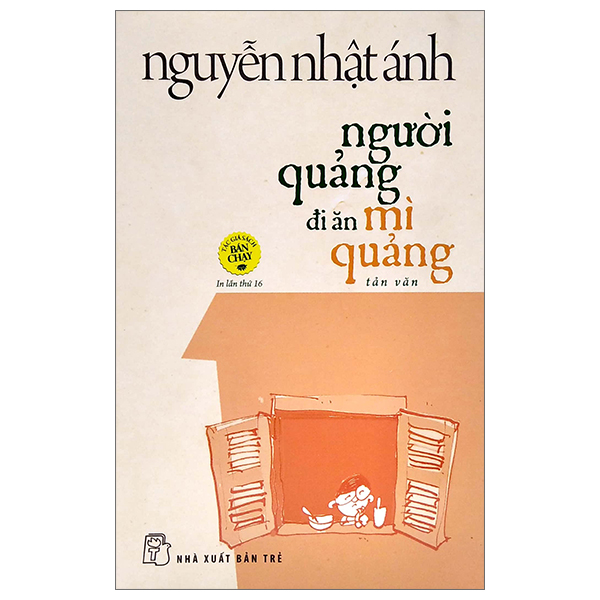 nguyễn nhật ánh
người
quảng
đi ăn mì
quảng
tản văn
TÁC GIẢ SÁCH
BÁN
CHẠY
In lần thứ 16
NHÀ XUẤT BẢN TRẺ